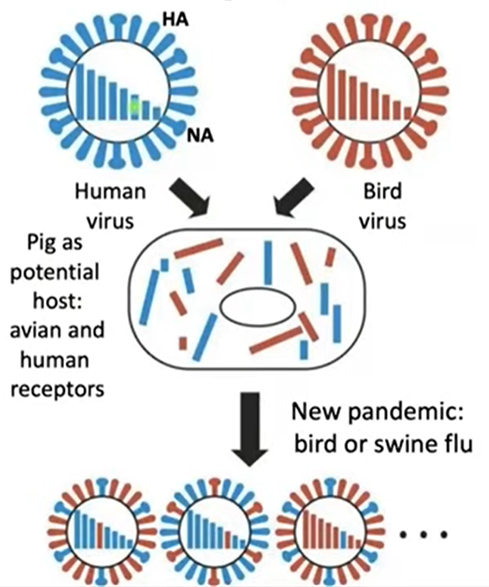 HA
NA
Human
virus
Bird
virus
Pig as
potential
host:
avian and
human
receptors
New pandemic:
bird or swine flu
...